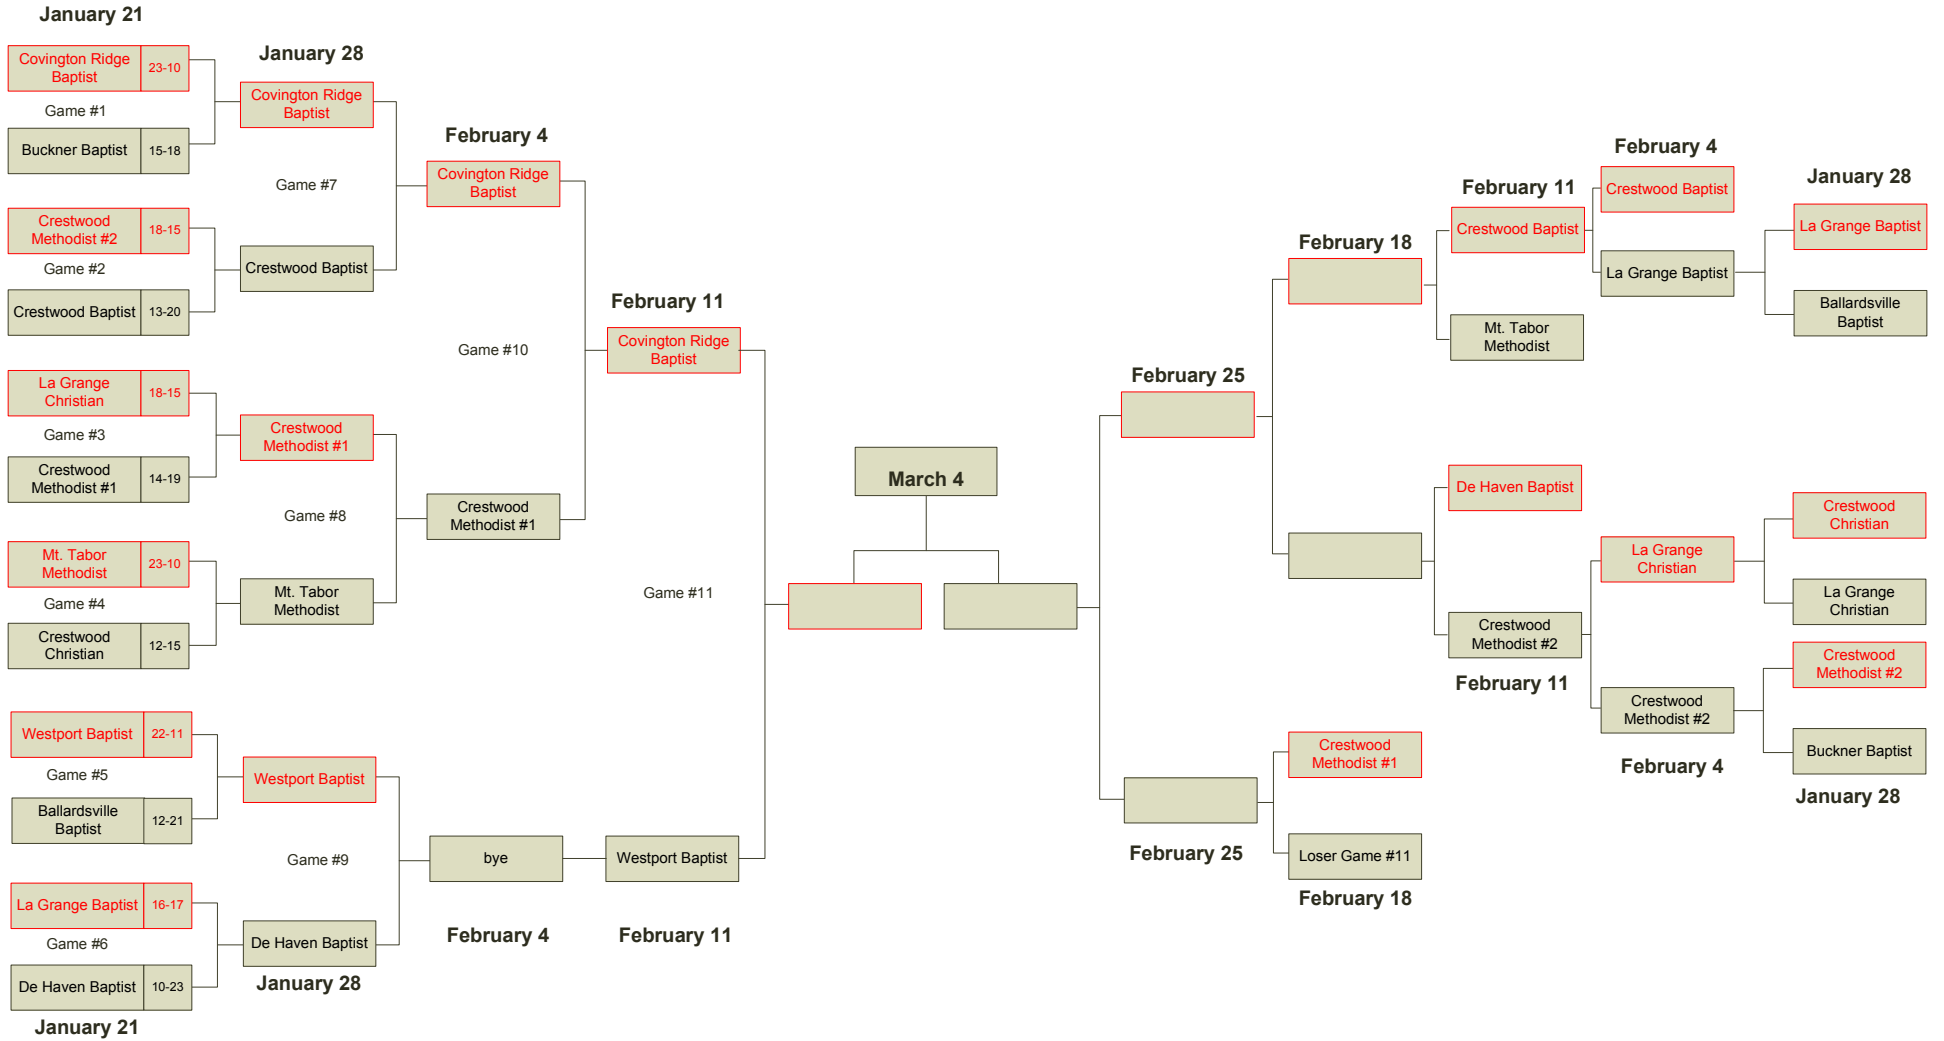 January 21
Covington Ridge
Baptist
23-10
Game #1
Buckner Baptist
15-18
Crestwood
Methodist #2
18-15
Game #2
Crestwood Baptist
13-20
La Grange
Christian
18-15
Game #3
Crestwood
Methodist #1
14-19
Mt. Tabor
Methodist
23-10
Game #4
Crestwood
Christian
12-15
Westport Baptist
22-11
Game #5
Ballardsville
Baptist
12-21
La Grange Baptist
16-17
Game #6
De Haven Baptist
10-23
January 21
January 28
Covington Ridge
Baptist
Game #7
Crestwood Baptist
Crestwood
Methodist #1
Game #8
Mt. Tabor
Methodist
Westport Baptist
Game #9
De Haven Baptist
January 28
February 4
Covington Ridge
Baptist
Game #10
Crestwood
Methodist #1
bye
February 4
February 11
Covington Ridge
Baptist
Game #11
Westport Baptist
February 11
March 4
February 25
February 25
February 18
Crestwood
Methodist #1
Loser Game #11
February 18
February 11
Crestwood Baptist
Mt. Tabor
Methodist
De Haven Baptist
Crestwood
Methodist #2
February 11
February 4
Crestwood Baptist
La Grange Baptist
La Grange
Christian
Crestwood
Methodist #2
February 4
January 28
La Grange Baptist
Ballardsville
Baptist
Crestwood
Christian
La Grange
Christian
Crestwood
Methodist #2
Buckner Baptist
January 28